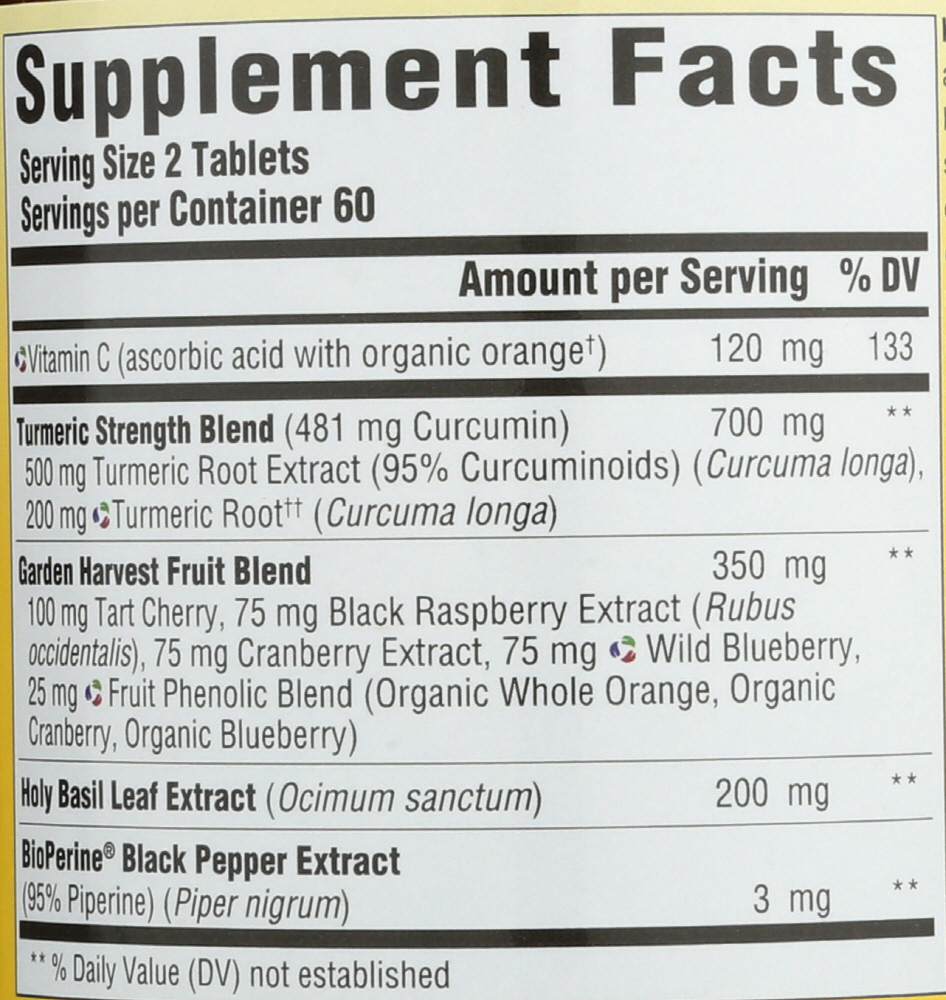 Supplement Facts
Serving Size 2 Tablets
Servings per Container 60
Amount per Serving % DV
Vitamin C (ascorbic acid with organic orange†) 120 mg 133
Turmeric Strength Blend (481 mg Curcumin) 700 mg **
500 mg Turmeric Root Extract (95% Curcuminoids) (Curcuma longa),
200 mg Turmeric Root†† (Curcuma longa)
Garden Harvest Fruit Blend 350 mg **
100 mg Tart Cherry, 75 mg Black Raspberry Extract (Rubus
occidentalis), 75 mg Cranberry Extract, 75 mg Wild Blueberry,
25 mg Fruit Phenolic Blend (Organic Whole Orange, Organic
Cranberry, Organic Blueberry)
Holy Basil Leaf Extract (Ocimum sanctum) 200 mg **
BioPerine® Black Pepper Extract
(95% Piperine) (Piper nigrum) 3 mg **
** % Daily Value (DV) not established